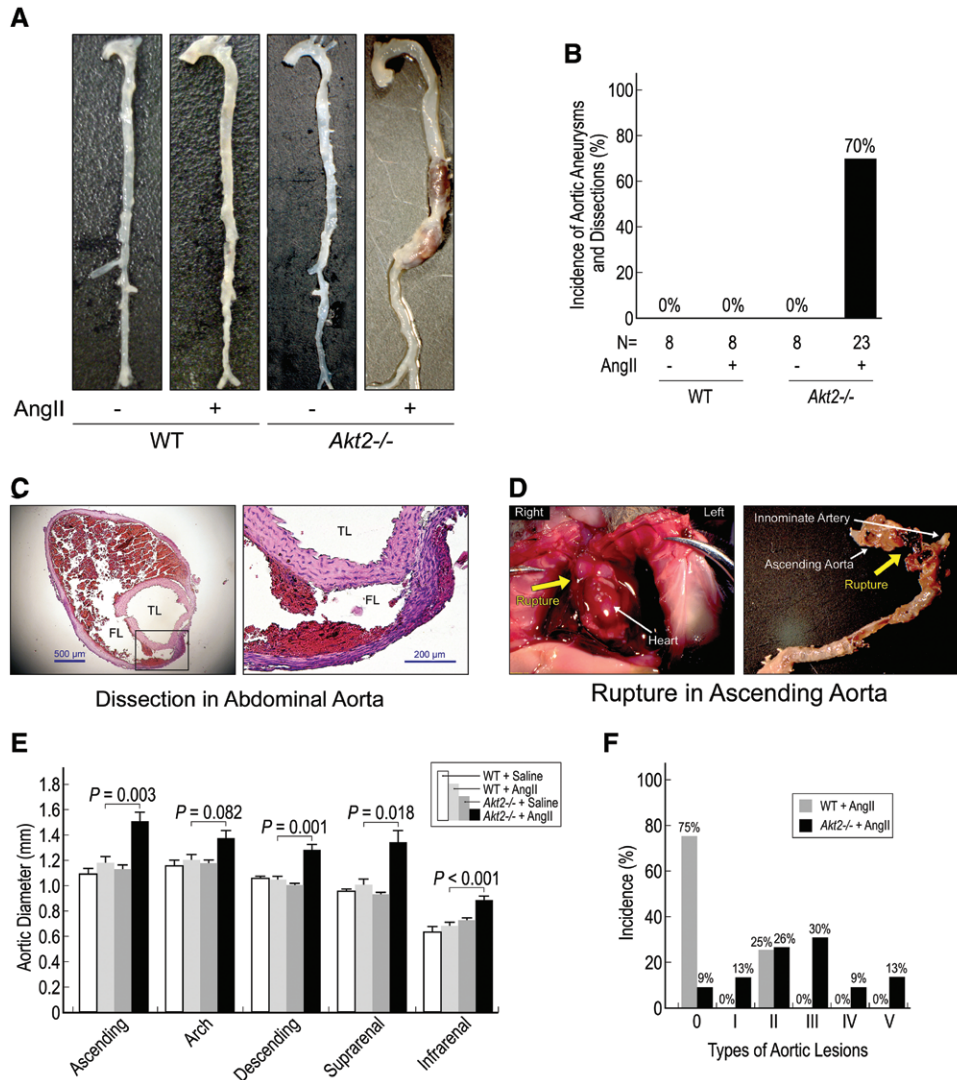 A
AngII - + - +
WT Akt2-/-
B
Incidence of Aortic Aneurysms
and Dissections (%)
100
80
60
40
20
0
0% 0% 0% 70%
N= 8 8 8 23
AngII - + - +
WT Akt2-/-
C
TL
FL
500 µm
TL
FL
200 µm
Dissection in Abdominal Aorta
D
Right Left
Rupture
Heart
Innominate Artery
Ascending Aorta
Rupture
Rupture in Ascending Aorta
E
Aortic Diameter (mm)
1.8
1.6
1.4
1.2
1.0
0.8
0.6
0.4
0.2
0
P = 0.003
P = 0.082
P = 0.001
P = 0.018
P < 0.001
WT + Saline
WT + AngII
Akt2-/- + Saline
Akt2-/- + AngII
Ascending Arch Descending Suprarenal Infrarenal
F
Incidence (%)
100
80
60
40
20
0
WT + AngII
Akt2-/- + AngII
75% 9% 0% 13% 25% 26% 0% 30% 0% 9% 0% 13%
0 I II III IV V
Types of Aortic Lesions